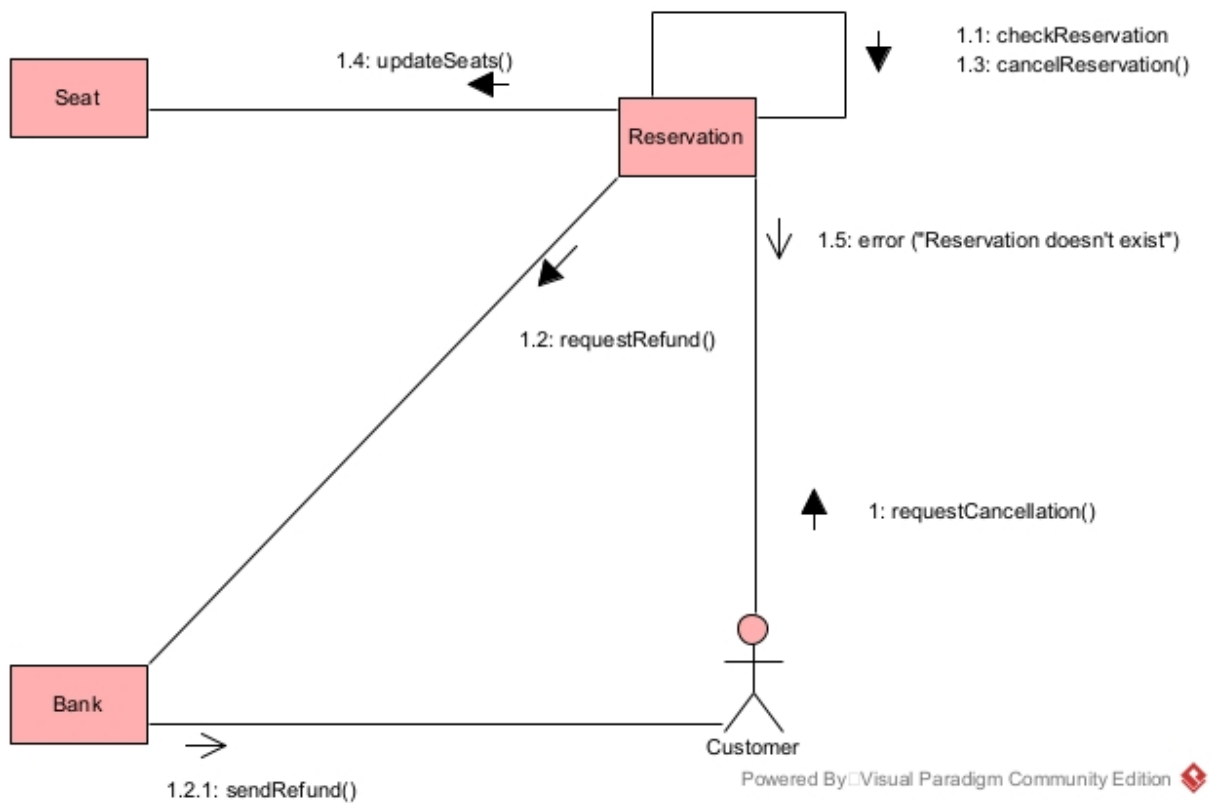 1.1: checkReservation
1.3: cancelReservation()
1.4: updateSeats()
Seat
Reservation
1.5: error ("Reservation doesn't exist")
1.2: requestRefund()
1: requestCancellation()
Bank
Customer
1.2.1: sendRefund()
Powered By□Visual Paradigm Community Edition